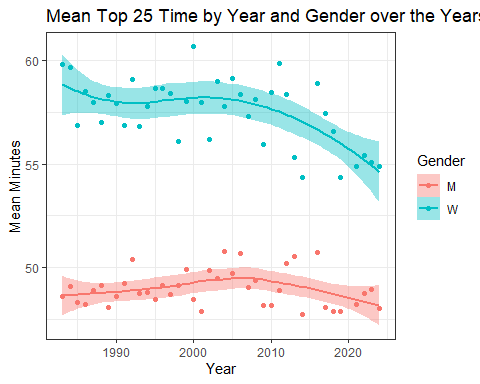 Mean Top 25 Time by Year and Gender over the Years
60
55
50
Mean Minutes
1990
2000
2010
2020
Year
Gender
M
W